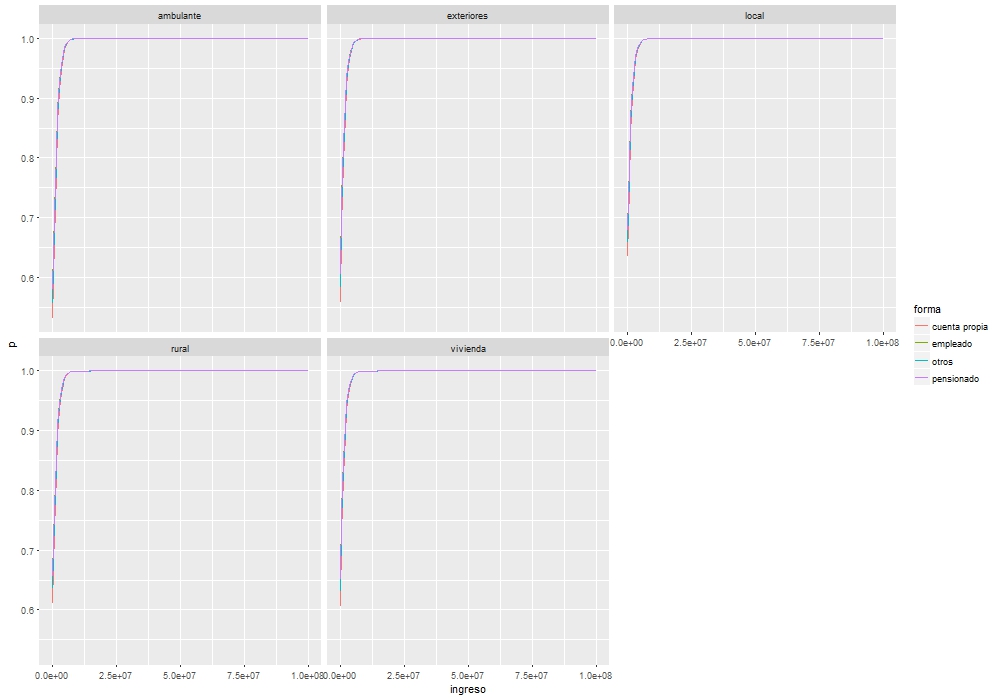 ambulante
exteriores
local
1.0
0.9
0.8
0.7
0.6
0.0e+00 2.5e+07 5.0e+07 7.5e+07 1.0e+08
p
rural
vivienda
1.0
0.9
0.8
0.7
0.6
0.0e+00 2.5e+07 5.0e+07 7.5e+07 1.0e+08
0.0e+00 2.5e+07 5.0e+07 7.5e+07 1.0e+08
ingreso
forma
cuenta propia
empleado
otros
pensionado